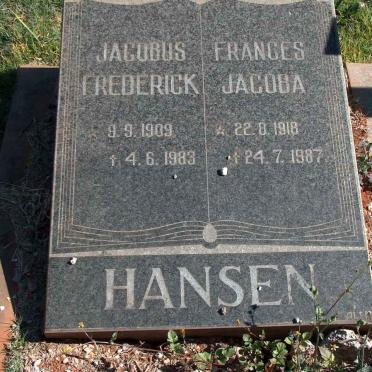 JACOBUS
FREDERICK
9.9.1909
† 4.6.1983
FRANCES
JACOBA
* 22.8.1918
† 24.7.1987
HANSEN